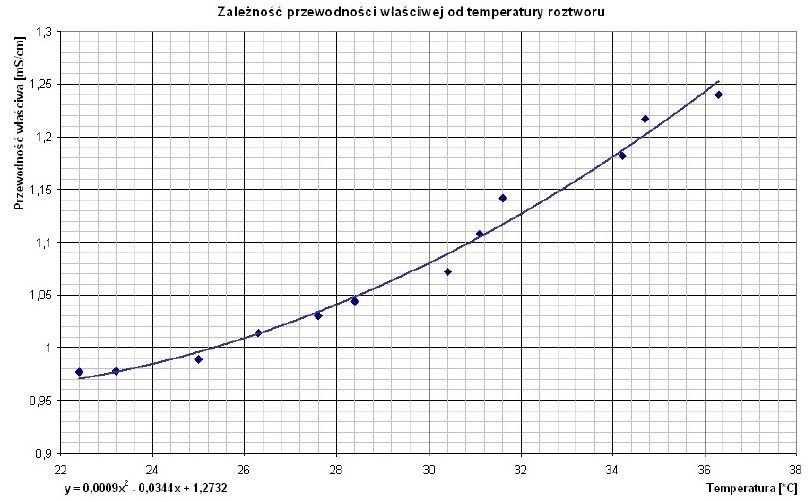 Zależność przewodności właściwej od temperatury roztworu
Przewodność właściwa [mS/cm]
1,3
1,25
1,2
1,15
1,1
1,05
1
0,95
0,9
22 24 26 28 30 32 34 36 38
y = 0,0009x² - 0,0344x + 1,2732
Temperatura [°C]